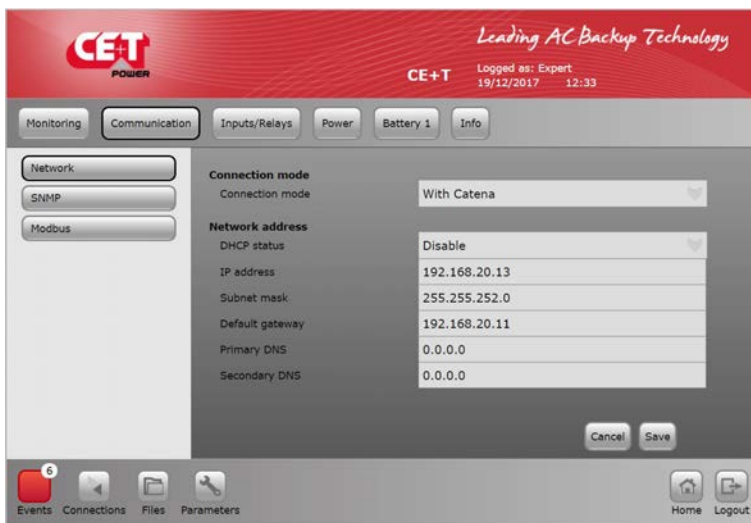 CE+T
POWER
Leading AC Backup Technology
CE+T
Logged as: Expert
19/12/2017 12:33
Monitoring Communication Inputs/Relays Power Battery 1 Info
Network
SNMP
Modbus
Connection mode
Connection mode With Catena
Network address
DHCP status Disable
IP address 192.168.20.13
Subnet mask 255.255.252.0
Default gateway 192.168.20.11
Primary DNS 0.0.0.0
Secondary DNS 0.0.0.0
Cancel Save
6
Events Connections Files Parameters Home Logout